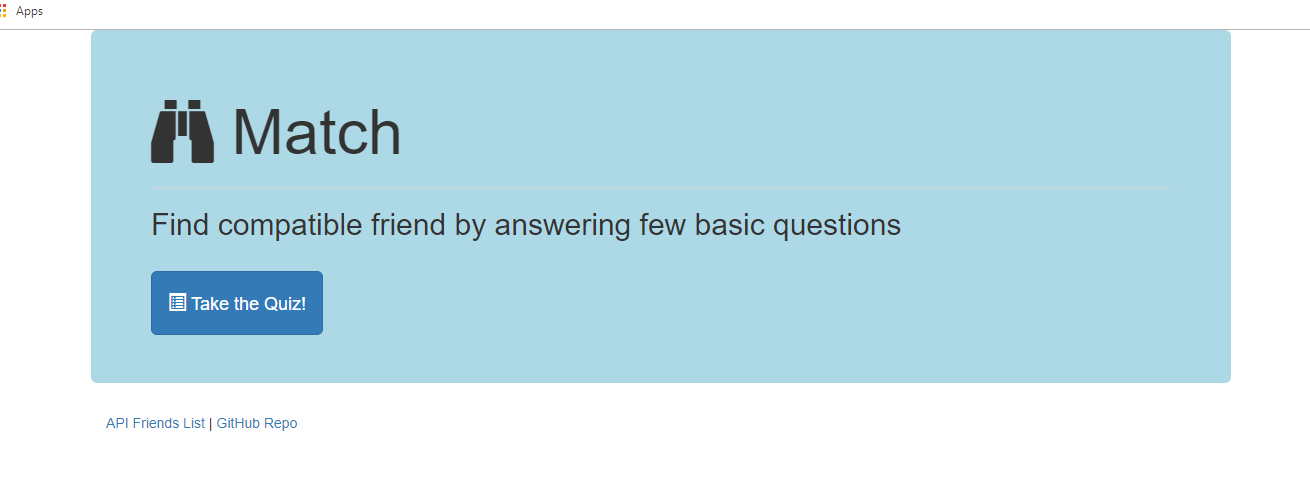 Apps
Match
Find compatible friend by answering few basic questions
Take the Quiz!
API Friends List | GitHub Repo